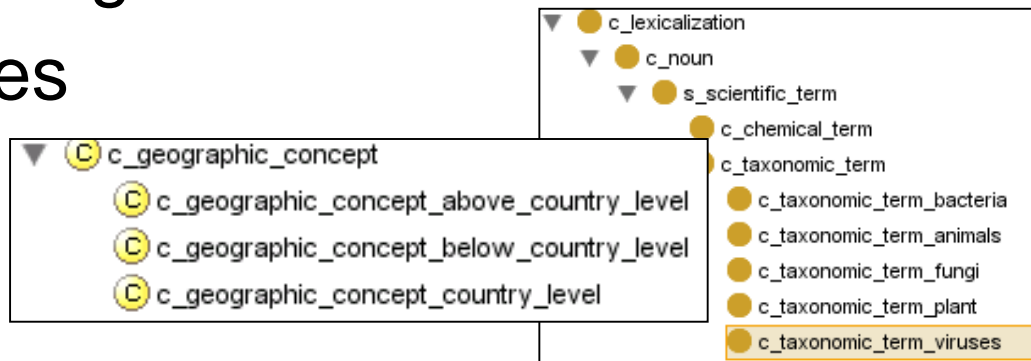 es
c_geographic_concept
C c_geographic_concept_above_country_level
C c_geographic_concept_below_country_level
C c_geographic_concept_country_level
c_lexicalization
c_noun
s_scientific_term
c_chemical_term
c_taxonomic_term
c_taxonomic_term_bacteria
c_taxonomic_term_animals
c_taxonomic_term_fungi
c_taxonomic_term_plant
c_taxonomic_term_viruses